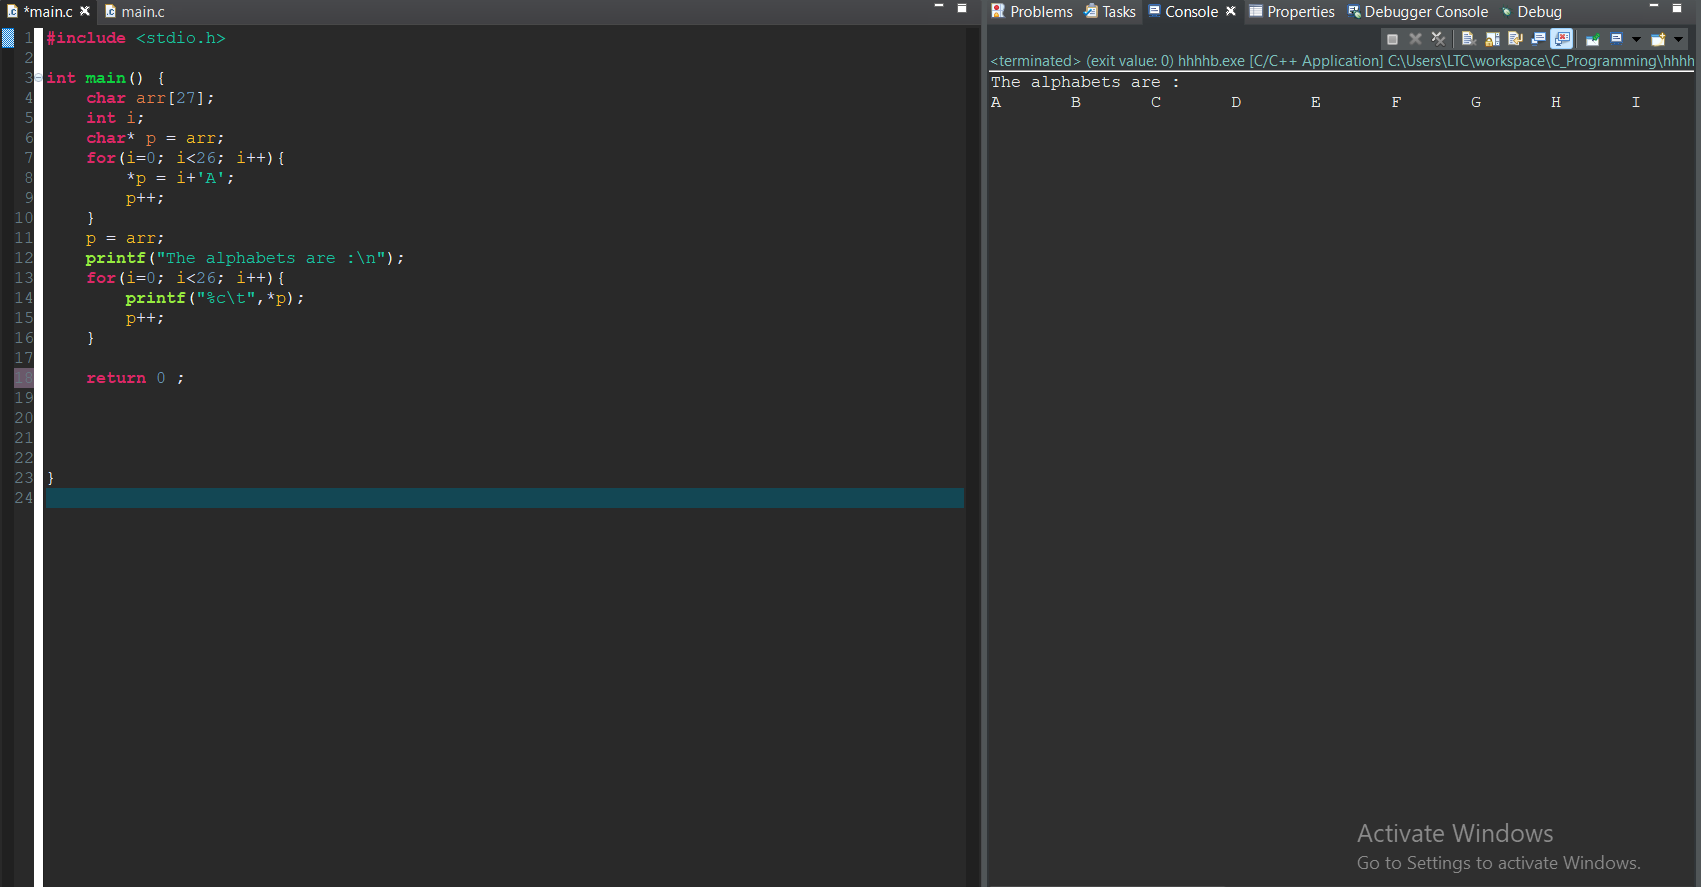 *main.c
main.c
1 #include <stdio.h>
2
3 int main() {
4     char arr[27];
5     int i;
6     char* p = arr;
7     for(i=0; i<26; i++){
8         *p = i+'A';
9         p++;
10     }
11     p = arr;
12     printf("The alphabets are :\n");
13     for(i=0; i<26; i++){
14         printf("%c\t",*p);
15         p++;
16     }
17
18     return 0 ;
19
20
21
22
23 }
24
Problems Tasks Console Properties Debugger Console Debug
<terminated> (exit value: 0) hhhhb.exe [C/C++ Application] C:\Users\LTC\workspace\C_Programming\hhhh
The alphabets are :
A B C D E F G H I
Activate Windows
Go to Settings to activate Windows.